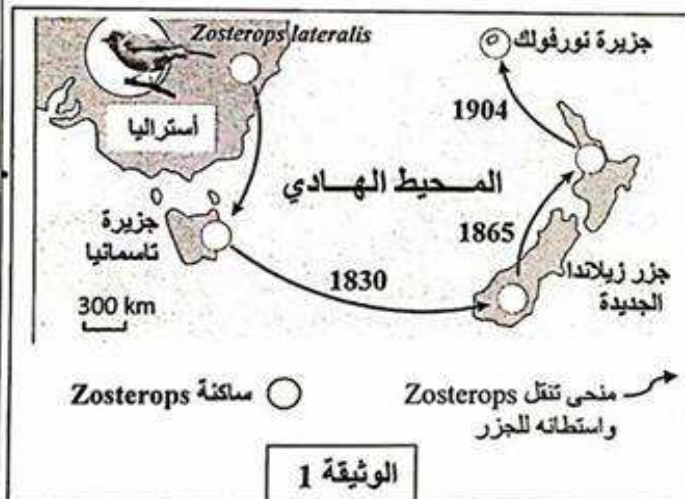 Zosterops lateralis
جزيرة نورفولك
أستراليا
1904
المحيط الهادي
جزيرة
تاسمانيا
1865
1830
جزر زيلاندا
الجديدة
300 km
ساكنة Zosterops
منحى تنقل Zosterops
واستطانه للجزر
الوثيقة 1